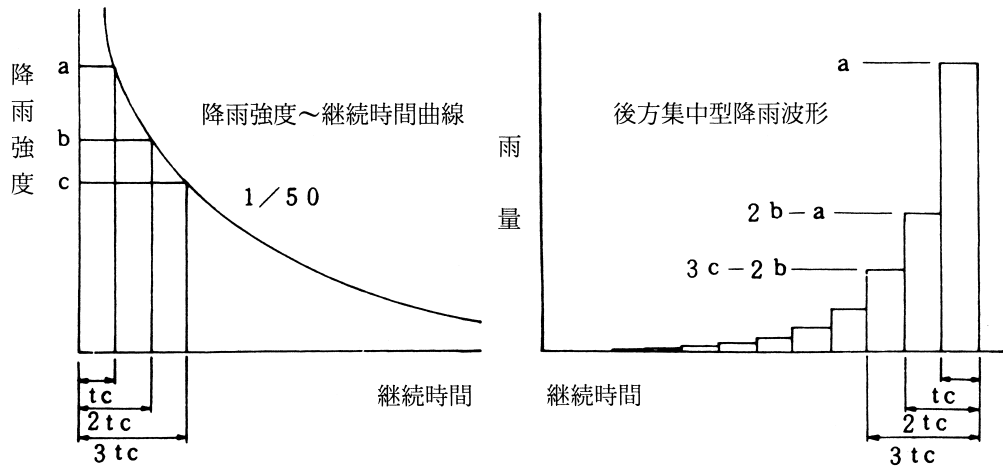 降雨強度
a
b
c
降雨強度～継続時間曲線
1／50
tc
2tc
3tc
継続時間
後方集中型降雨波形
雨量
a
2b－a
3c－2b
継続時間
tc
2tc
3tc